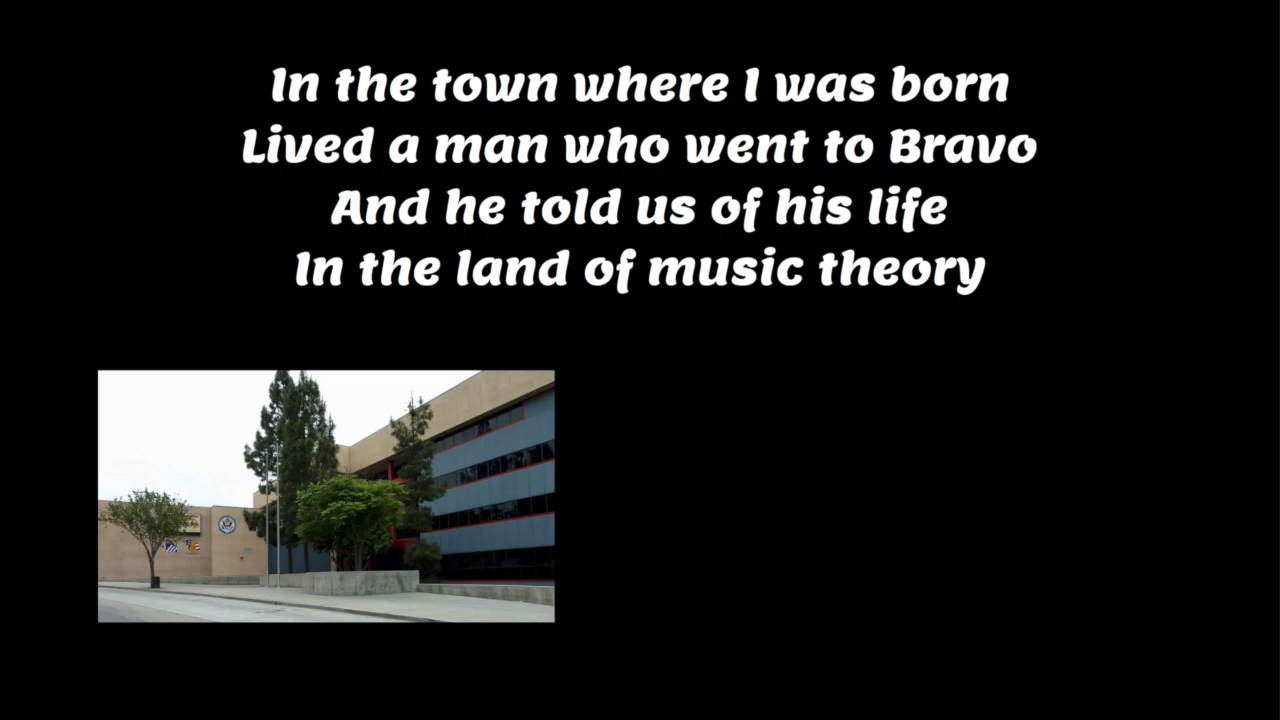 In the town where I was born
Lived a man who went to Bravo
And he told us of his life
In the land of music theory